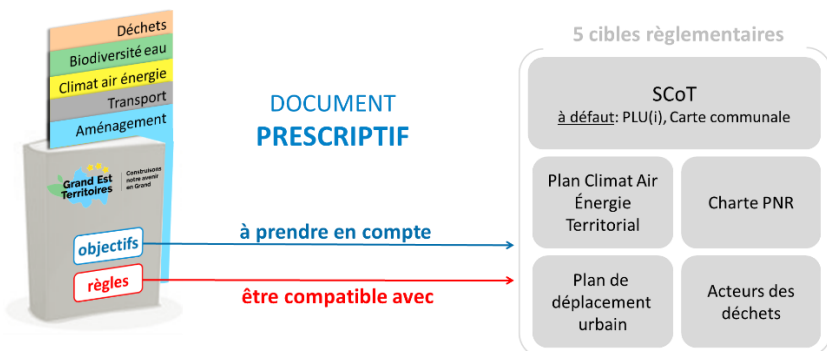 Déchets
Biodiversité eau
Climat air énergie
Transport
Aménagement
Grand Est
Territoires
Construisons
notre avenir
en Grand
objectifs
règles
DOCUMENT
PRESCRIPTIF
à prendre en compte
être compatible avec
5 cibles règlementaires
SCoT
à défaut: PLU(i), Carte communale
Plan Climat Air
Énergie
Territorial
Charte PNR
Plan de
déplacement
urbain
Acteurs des
déchets